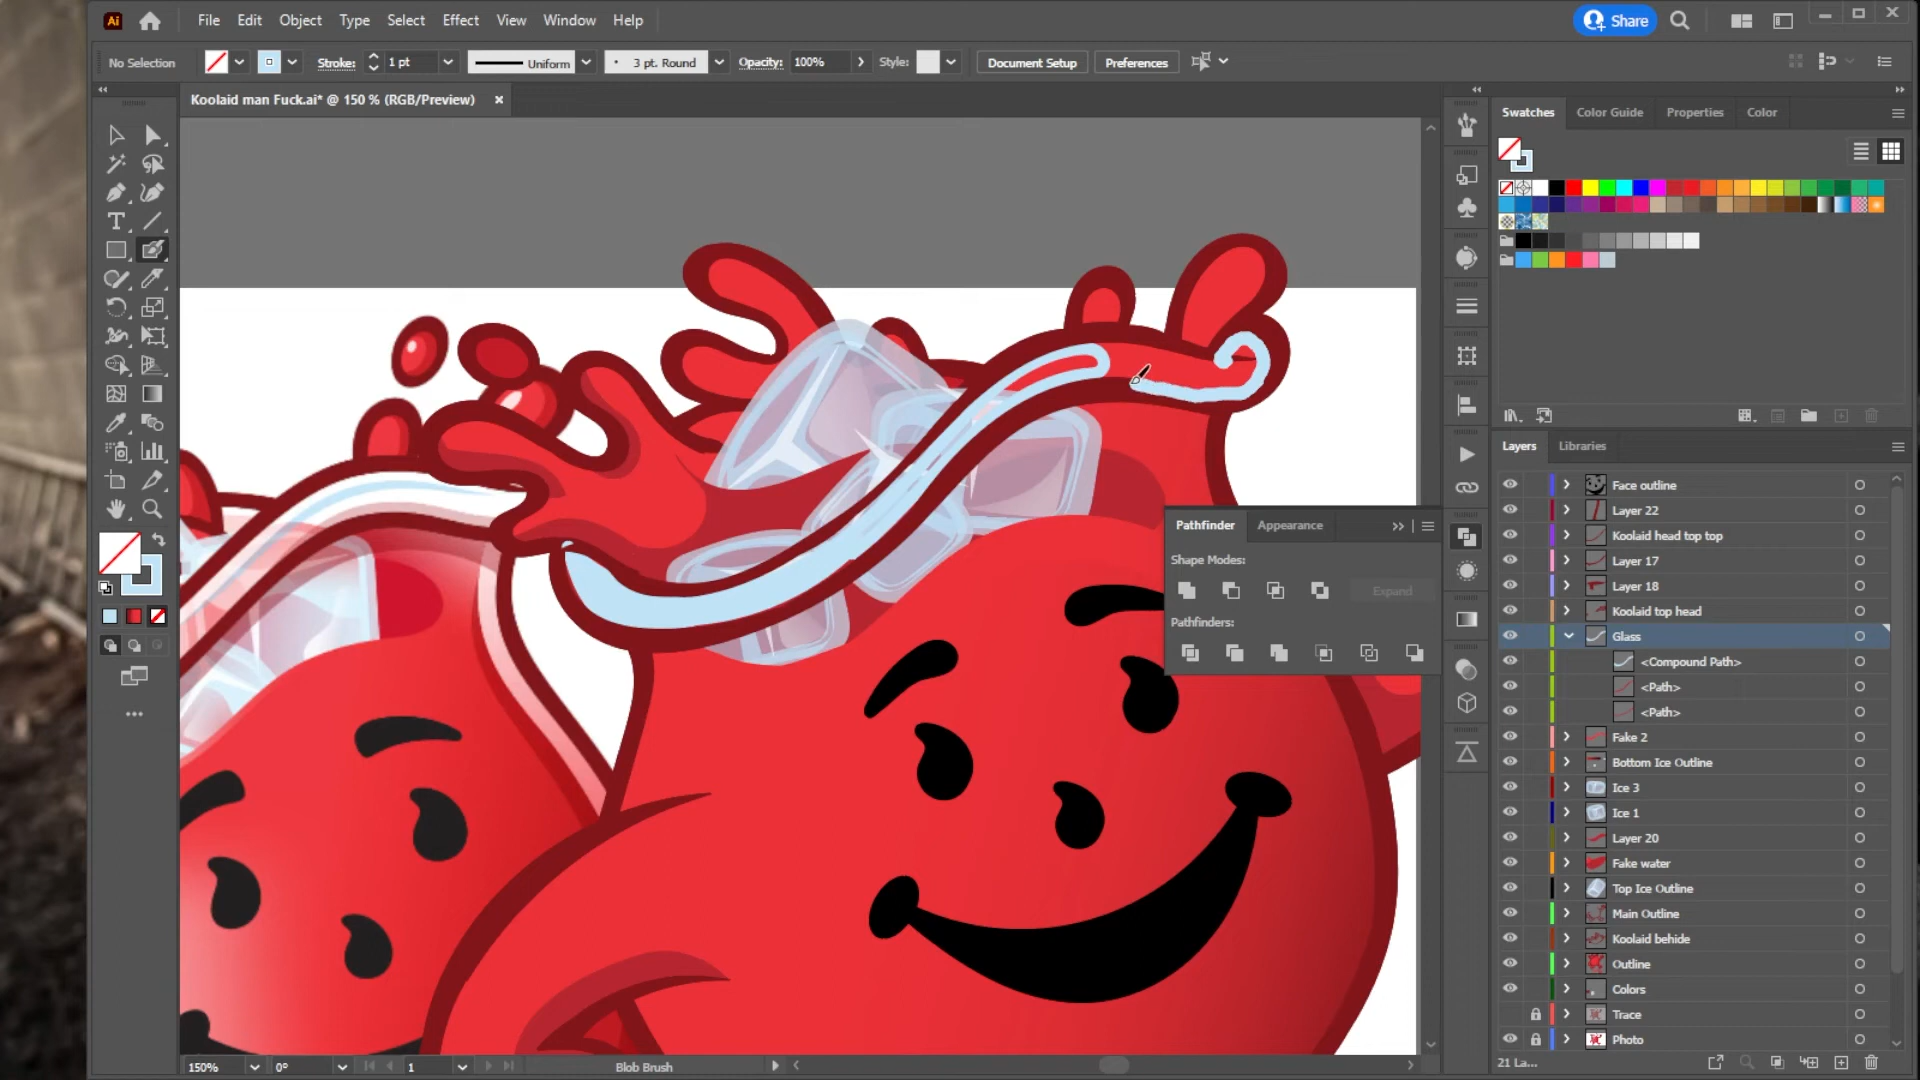 Ai File Edit Object Type Select Effect View Window Help Share
No Selection Stroke: 1 pt Uniform 3 pt. Round Opacity: 100% Style: Document Setup Preferences
Koolaid man Fuck.ai* @ 150 % (RGB/Preview)
Swatches Color Guide Properties Color
Layers Libraries
Face outline
Layer 22
Koolaid head top top
Layer 17
Layer 18
Koolaid top head
Glass
<Compound Path>
<Path>
<Path>
Fake 2
Bottom Ice Outline
Ice 3
Ice 1
Layer 20
Fake water
Top Ice Outline
Main Outline
Koolaid behide
Outline
Colors
Trace
Photo
21 La...
Pathfinder Appearance
Shape Modes:
Expand
Pathfinders:
150% 0° 1 Blob Brush